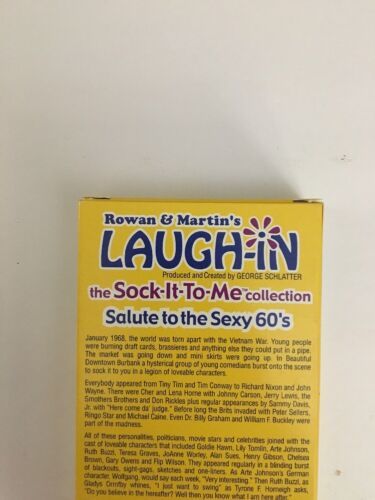 Rowan & Martin's
LAUGH-IN
Produced and Created by GEORGE SCHLATTER
the Sock-It-To-Me™ collection
Salute to the Sexy 60's
January 1968, the world was torn apart with the Vietnam War. Young people
were burning draft cards, brassieres and anything else they could put in a pipe.
The market was going down and mini skirts were going up. In Beautiful
Downtown Burbank a hysterical group of young comedians burst onto the scene
to sock it to you in a legion of loveable characters.
Everybody appeared from Tiny Tim and Tim Conway to Richard Nixon and John
Wayne. There were Cher and Lena Horne with Johnny Carson, Jerry Lewis, the
Smothers Brothers and Don Rickles plus regular appearances by Sammy Davis,
Jr. with "Here come da' judge." Before long the Brits invaded with Peter Sellers,
Ringo Star and Michael Caine. Even Dr. Billy Graham and William F. Buckley were
part of the madness.
All of these personalities, politicians, movie stars and celebrities joined with the
cast of loveable characters that included Goldie Hawn, Lily Tomlin, Arte Johnson,
Ruth Buzzi, Teresa Graves, JoAnne Worley, Alan Sues, Henry Gibson, Chelsea
Brown, Gary Owens and Flip Wilson. They appeared regularly in a blinding burst
of blackouts, sight-gags, sketches and one-liners. As Arte Johnson's German
character, Wolfgang, would say each week, "Very interesting." Then Ruth Buzzi, as
Gladys Ormfby whines, "I just want to swing" as Tyrone F. Horneigh asks,
"Do you believe in the hereafter? Well then you know what I am here after."